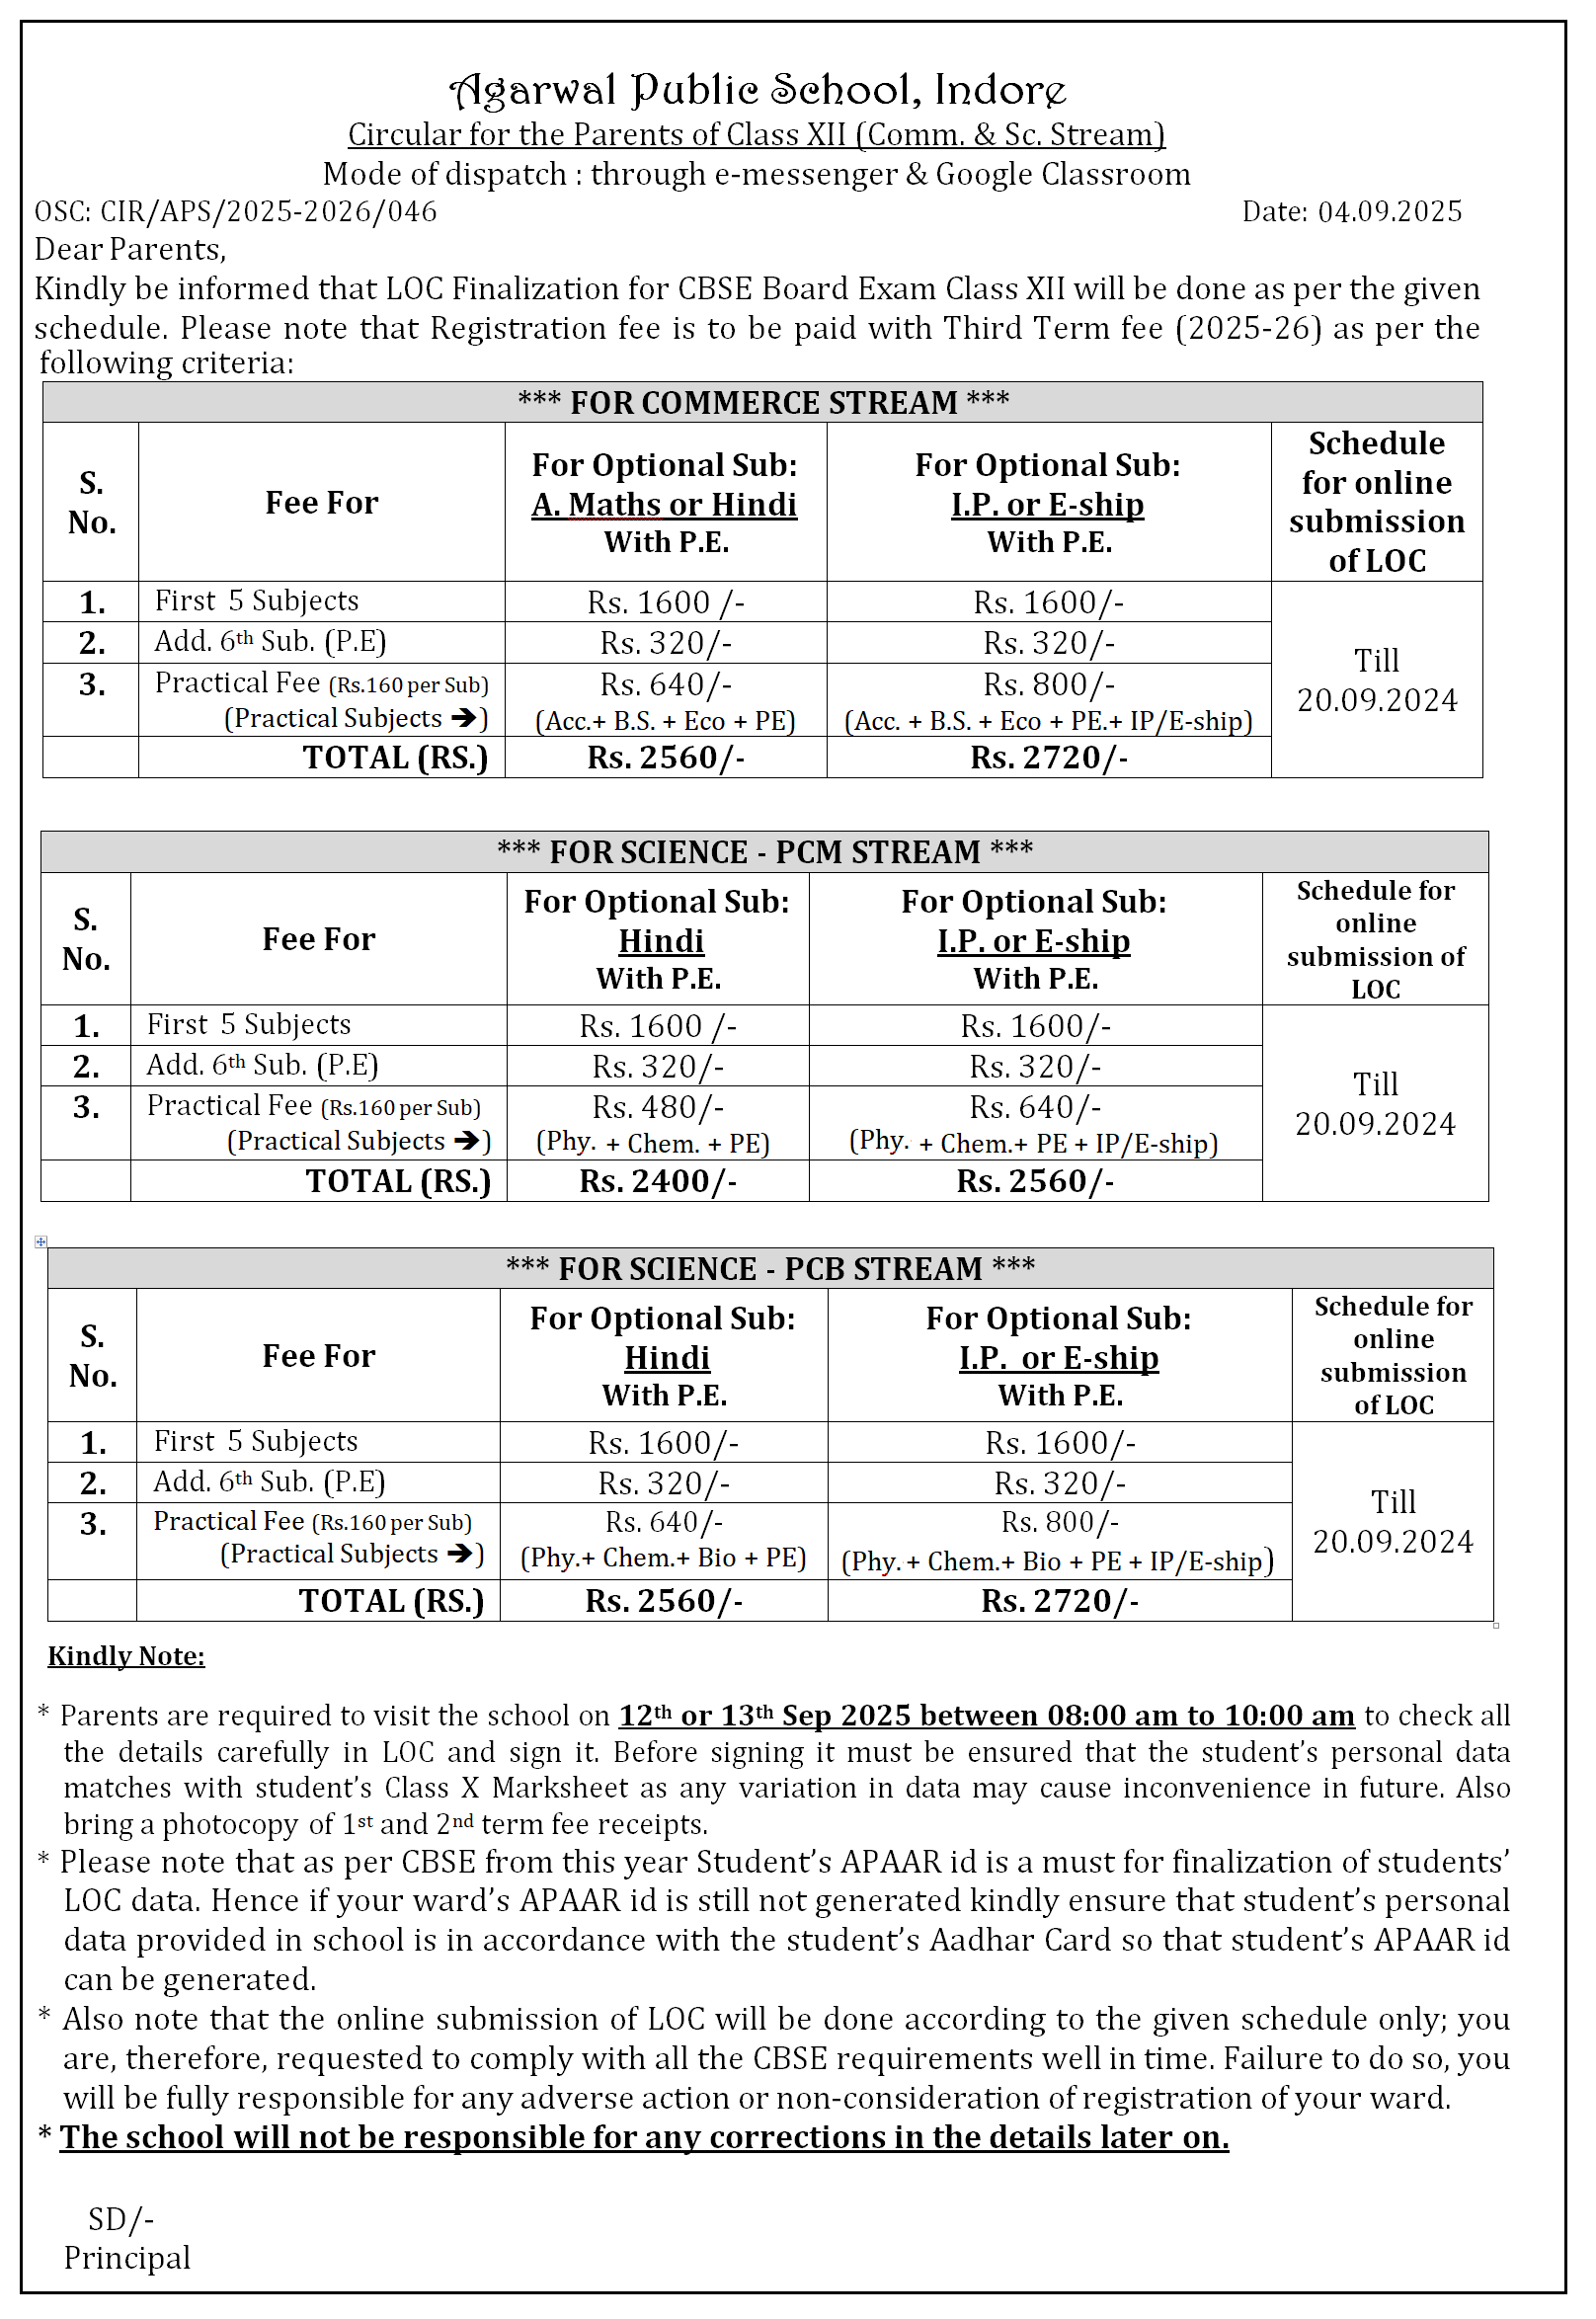 Agarwal Public School, Indore
Circular for the Parents of Class XII (Comm. & Sc. Stream)
Mode of dispatch : through e-messenger & Google Classroom
OSC: CIR/APS/2025-2026/046 Date: 04.09.2025
Dear Parents,
Kindly be informed that LOC Finalization for CBSE Board Exam Class XII will be done as per the given
schedule. Please note that Registration fee is to be paid with Third Term fee (2025-26) as per the
following criteria:
*** FOR COMMERCE STREAM ***
S. No. Fee For For Optional Sub: A. Maths or Hindi With P.E. For Optional Sub: I.P. or E-ship With P.E. Schedule for online submission of LOC
1. First 5 Subjects Rs. 1600 /- Rs. 1600/- Till 20.09.2024
2. Add. 6th Sub. (P.E) Rs. 320/- Rs. 320/-
3. Practical Fee (Rs.160 per Sub) Rs. 640/- Rs. 800/-
(Practical Subjects ➔) (Acc.+ B.S. + Eco + PE) (Acc. + B.S. + Eco + PE.+ IP/E-ship)
TOTAL (RS.) Rs. 2560/- Rs. 2720/-
*** FOR SCIENCE - PCM STREAM ***
S. No. Fee For For Optional Sub: Hindi With P.E. For Optional Sub: I.P. or E-ship With P.E. Schedule for online submission of LOC
1. First 5 Subjects Rs. 1600 /- Rs. 1600/- Till 20.09.2024
2. Add. 6th Sub. (P.E) Rs. 320/- Rs. 320/-
3. Practical Fee (Rs.160 per Sub) Rs. 480/- Rs. 640/-
(Practical Subjects ➔) (Phy. + Chem. + PE) (Phy. + Chem.+ PE + IP/E-ship)
TOTAL (RS.) Rs. 2400/- Rs. 2560/-
*** FOR SCIENCE - PCB STREAM ***
S. No. Fee For For Optional Sub: Hindi With P.E. For Optional Sub: I.P. or E-ship With P.E. Schedule for online submission of LOC
1. First 5 Subjects Rs. 1600/- Rs. 1600/- Till 20.09.2024
2. Add. 6th Sub. (P.E) Rs. 320/- Rs. 320/-
3. Practical Fee (Rs.160 per Sub) Rs. 640/- Rs. 800/-
(Practical Subjects ➔) (Phy.+ Chem.+ Bio + PE) (Phy. + Chem.+ Bio + PE + IP/E-ship)
TOTAL (RS.) Rs. 2560/- Rs. 2720/-
Kindly Note:
* Parents are required to visit the school on 12th or 13th Sep 2025 between 08:00 am to 10:00 am to check all
the details carefully in LOC and sign it. Before signing it must be ensured that the student's personal data
matches with student's Class X Marksheet as any variation in data may cause inconvenience in future. Also
bring a photocopy of 1st and 2nd term fee receipts.
* Please note that as per CBSE from this year Student's APAAR id is a must for finalization of students'
LOC data. Hence if your ward's APAAR id is still not generated kindly ensure that student's personal
data provided in school is in accordance with the student's Aadhar Card so that student's APAAR id
can be generated.
* Also note that the online submission of LOC will be done according to the given schedule only; you
are, therefore, requested to comply with all the CBSE requirements well in time. Failure to do so, you
will be fully responsible for any adverse action or non-consideration of registration of your ward.
* The school will not be responsible for any corrections in the details later on.
SD/-
Principal